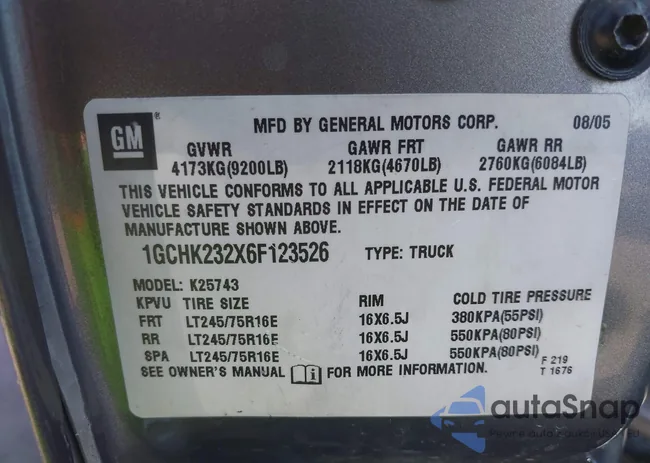 GM
MFD BY GENERAL MOTORS CORP. 08/05
GVWR GAWR FRT GAWR RR
4173KG(9200LB) 2118KG(4670LB) 2760KG(6084LB)
THIS VEHICLE CONFORMS TO ALL APPLICABLE U.S. FEDERAL MOTOR
VEHICLE SAFETY STANDARDS IN EFFECT ON THE DATE OF
MANUFACTURE SHOWN ABOVE.
1GCHK232X6F123526 TYPE: TRUCK
MODEL: K25743
KPVU TIRE SIZE RIM COLD TIRE PRESSURE
FRT LT245/75R16E 16X6.5J 380KPA(55PSI)
RR LT245/75R16E 16X6.5J 550KPA(80PSI)
SPA LT245/75R16E 16X6.5J 550KPA(80PSI) F 219
SEE OWNER'S MANUAL FOR MORE INFORMATION. T 1676
autoSnap